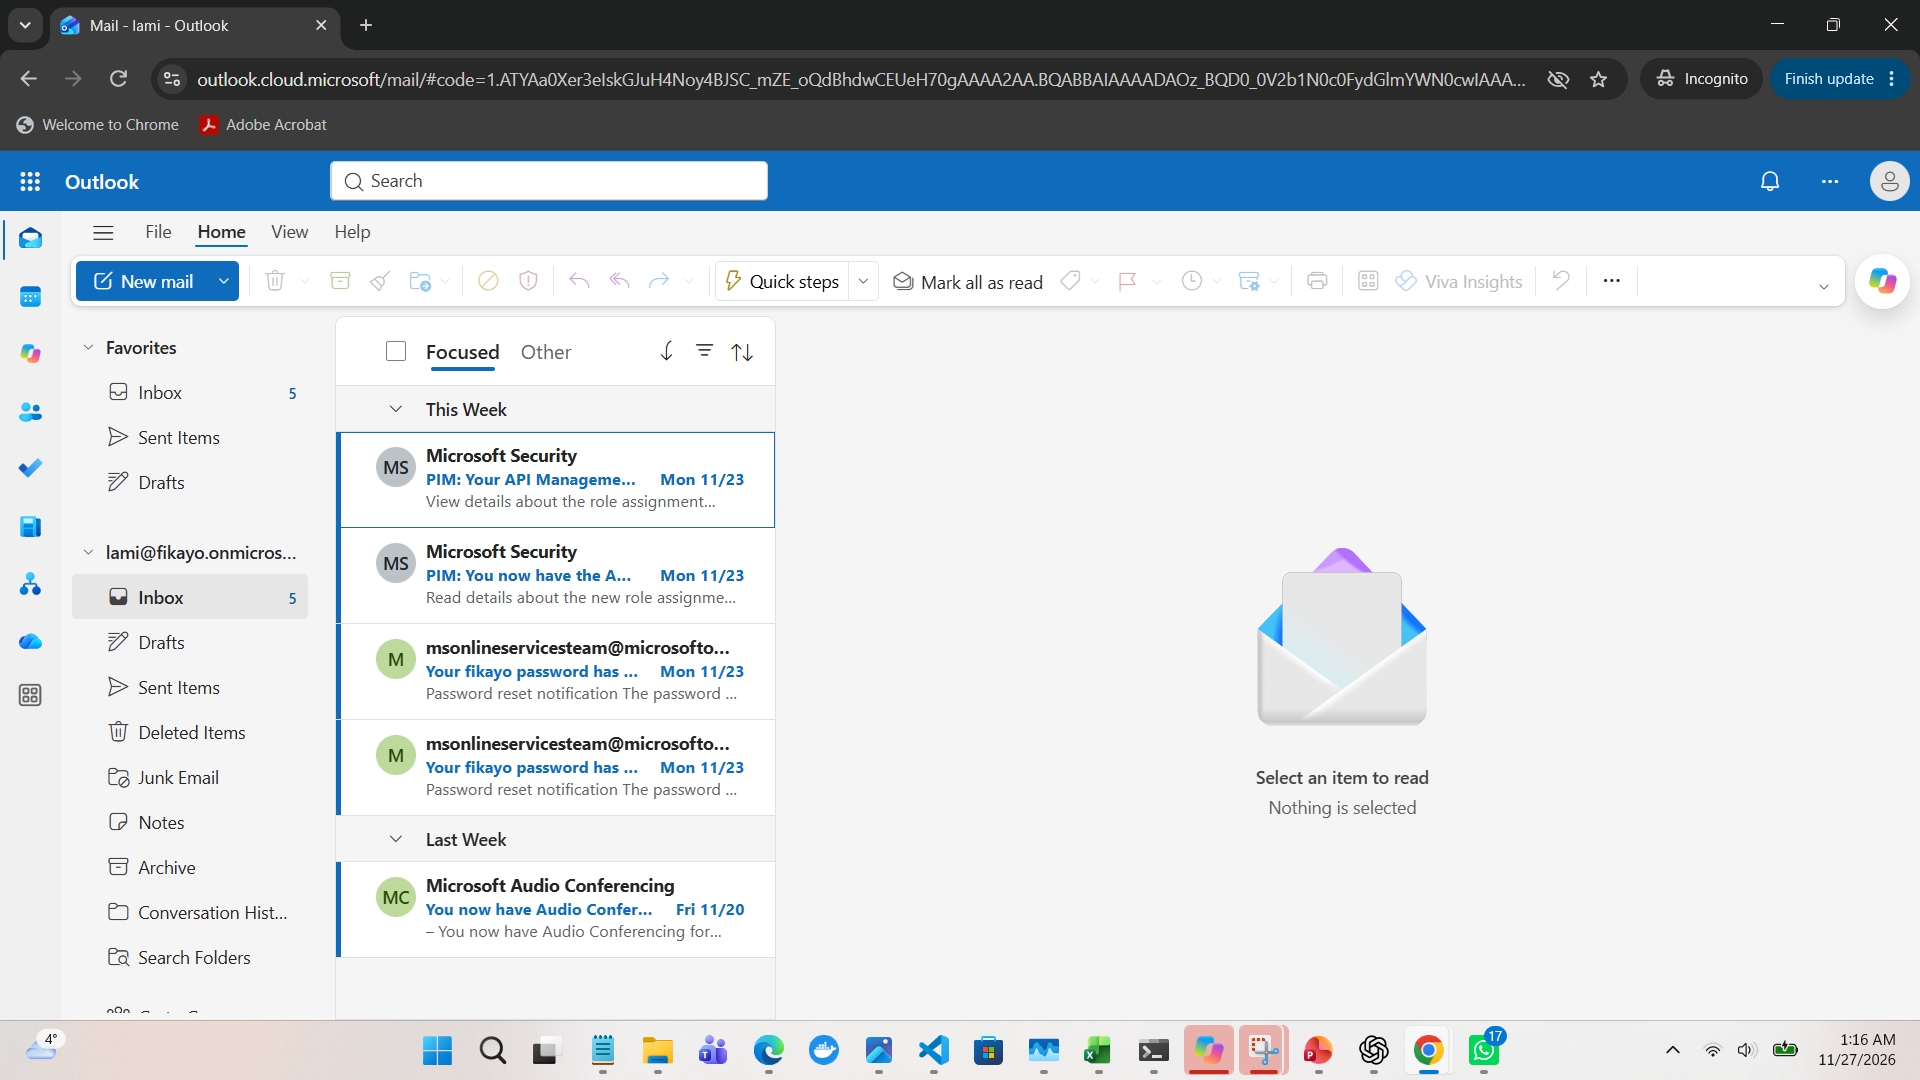 Mail - lami - Outlook
outlook.cloud.microsoft/mail/#code=1.ATYAa0Xer3eIskGJuH4Noy4BJSC_mZE_oQdBhdwCEUeH70gAAAA2AA.BQABBAIAAAADAOz_BQD0_0V2b1N0c0FydGlmYWN0cwIAAA...
Incognito
Finish update
Welcome to Chrome
Adobe Acrobat
Outlook
Search
File
Home
View
Help
New mail
Quick steps
Mark all as read
Viva Insights
Favorites
Inbox 5
Sent Items
Drafts
lami@fikayo.onmicros...
Inbox 5
Drafts
Sent Items
Deleted Items
Junk Email
Notes
Archive
Conversation Hist...
Search Folders
Focused
Other
This Week
MS
Microsoft Security
PIM: Your API Manageme... Mon 11/23
View details about the role assignment...
MS
Microsoft Security
PIM: You now have the A... Mon 11/23
Read details about the new role assignme...
M
msonlineservicesteam@microsofto...
Your fikayo password has ... Mon 11/23
Password reset notification The password ...
M
msonlineservicesteam@microsofto...
Your fikayo password has ... Mon 11/23
Password reset notification The password ...
Last Week
MC
Microsoft Audio Conferencing
You now have Audio Confer... Fri 11/20
– You now have Audio Conferencing for...
Select an item to read
Nothing is selected
4°
17
1:16 AM
11/27/2026